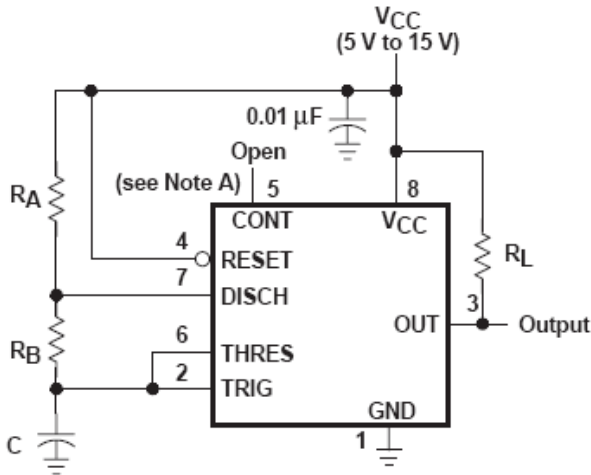 VCC
(5 V to 15 V)
0.01 μF
Open
(see Note A)
5
8
RA
CONT
VCC
4
RESET
7
DISCH
RL
3
OUT
Output
RB
6
THRES
2
TRIG
GND
C
1